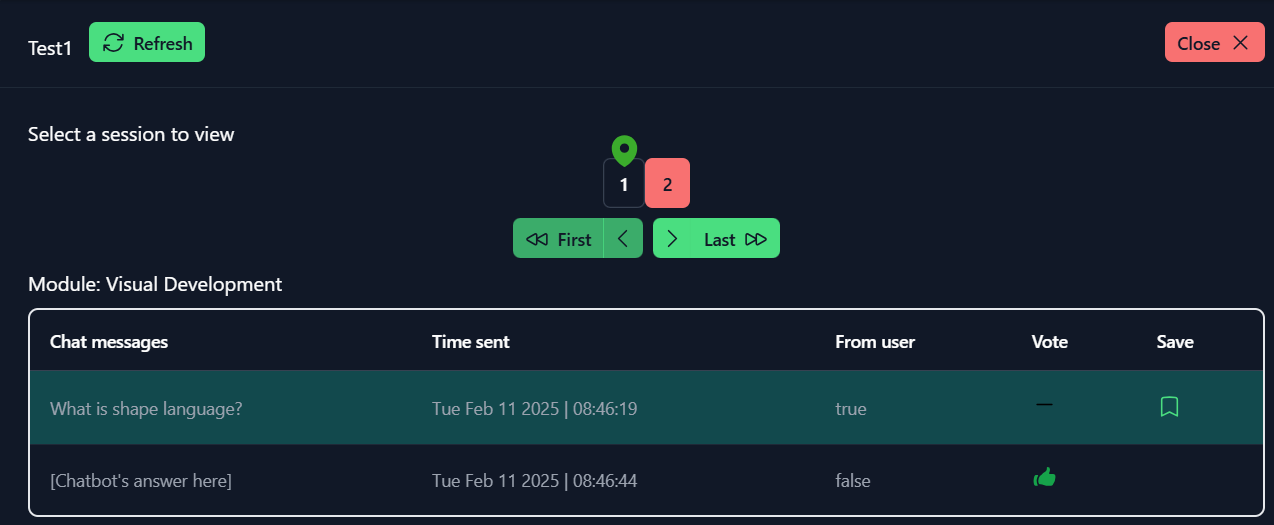 Test1 Refresh Close
Select a session to view
1 2
First Last
Module: Visual Development
Chat messages Time sent From user Vote Save
What is shape language? Tue Feb 11 2025 | 08:46:19 true
[Chatbot's answer here] Tue Feb 11 2025 | 08:46:44 false